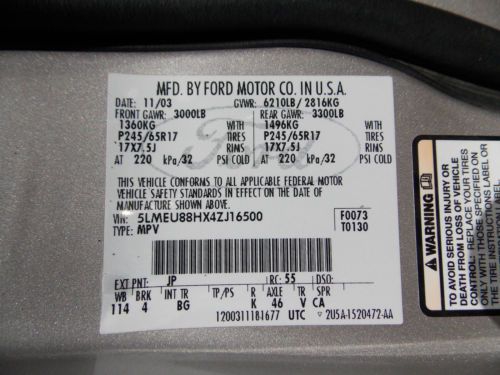 MFD. BY FORD MOTOR CO. IN U.S.A.
DATE: 11/03 GVWR: 6210LB/ 2816KG
FRONT GAWR: 3000LB REAR GAWR: 3300LB
1360KG WITH 1496KG WITH
P245/65R17 TIRES P245/65R17 TIRES
17X7.5J RIMS 17X7.5J RIMS
AT 220 kPa/32 PSI COLD AT 220 kPa/32 PSI COLD
Ford
THIS VEHICLE CONFORMS TO ALL APPLICABLE FEDERAL MOTOR
VEHICLE SAFETY STANDARDS IN EFFECT ON THE DATE OF
MANUFACTURE SHOWN ABOVE.
VIN: 5LMEU88HX4ZJ16500 F0073
TYPE: MPV T0130
EXT PNT: JP RC: 55 DSO:
WB BRK INT TR TP/PS R AXLE TR SPR
114 4 BG K 46 V CA
1200311181677 UTC 2U5A-1520472-AA
TO AVOID SERIOUS INJURY OR
DEATH FROM LOSS OF VEHICLE
CONTROL, REPLACE TIRES
WITH THOSE SPECIFIED ON
THE TIRE INSTRUCTIONS LABEL OR